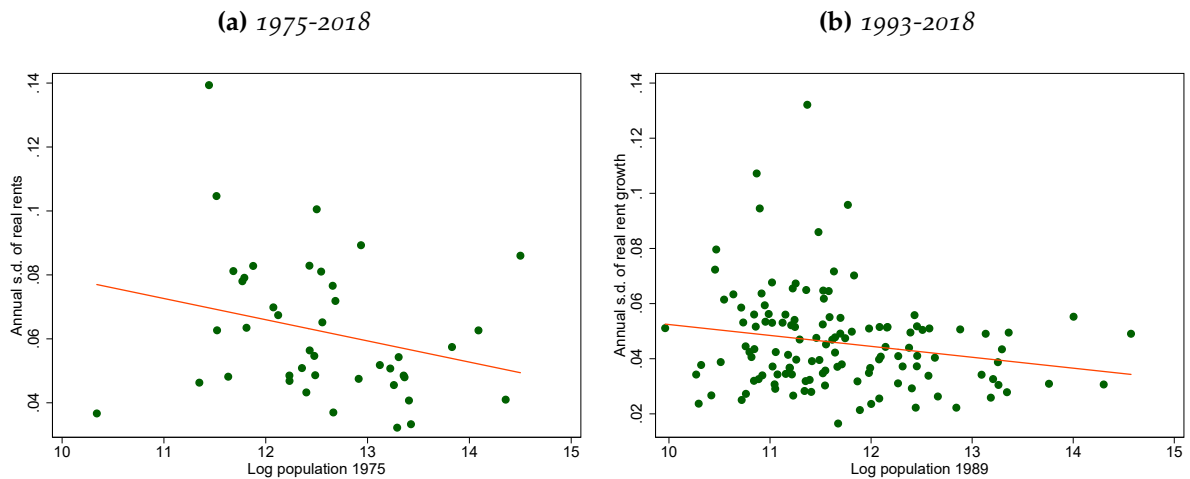 (a) 1975-2018
Annual s.d. of real rents
.04 .06 .08 .1 .12 .14
10 11 12 13 14 15
Log population 1975
(b) 1993-2018
Annual s.d. of real rent growth
.02 .04 .06 .08 .1 .12 .14
10 11 12 13 14 15
Log population 1989